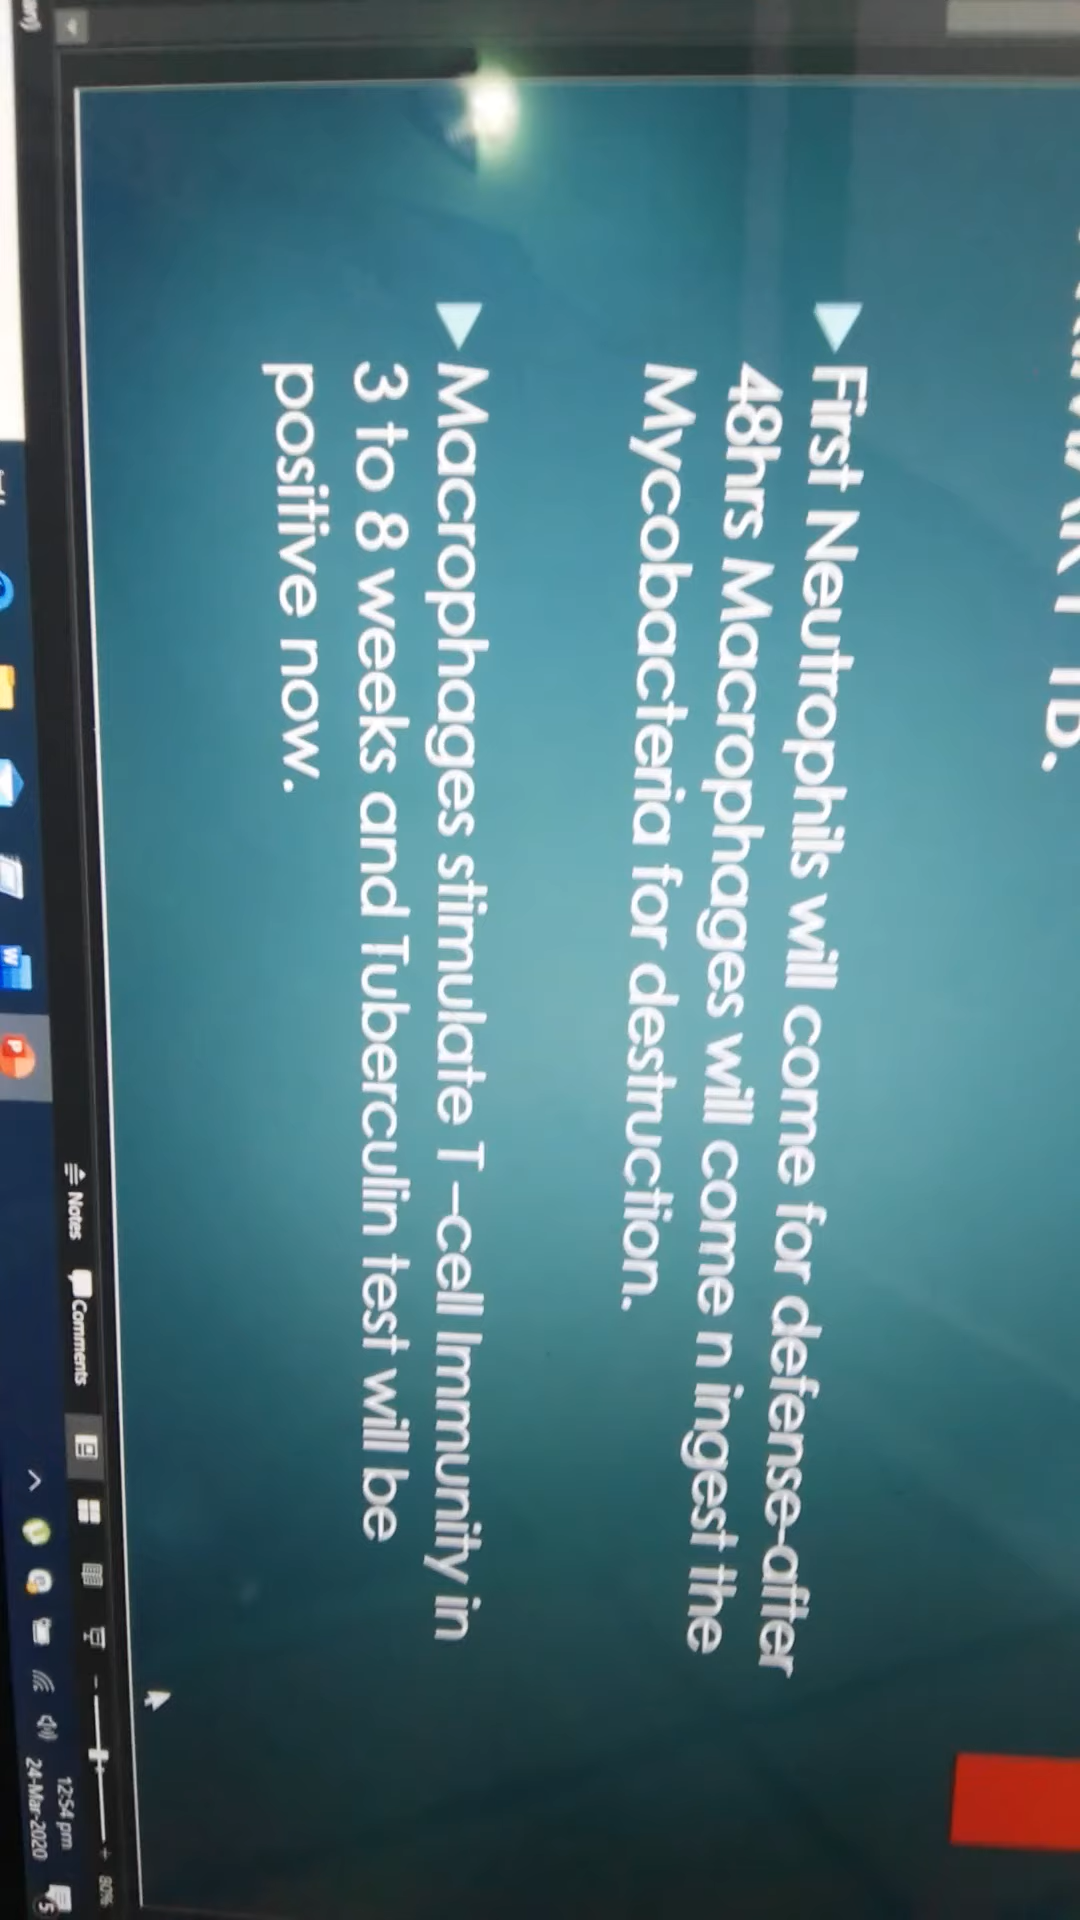 TB.
First Neutrophils will come for defense-after
48hrs Macrophages will come n ingest the
Mycobacteria for destruction.
Macrophages stimulate T –cell Immunity in
3 to 8 weeks and Tuberculin test will be
positive now.
Notes Comments 80%
12:54 pm
24-Mar-2020
5